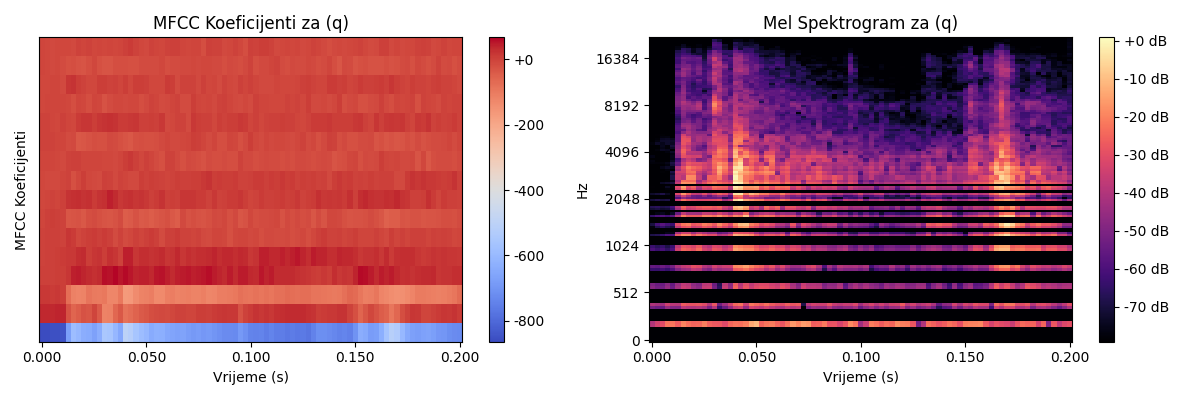 MFCC Koeficijenti za (q)
MFCC Koeficijenti
0.000 0.050 0.100 0.150 0.200
Vrijeme (s)
+0
-200
-400
-600
-800
Mel Spektrogram za (q)
Hz
16384
8192
4096
2048
1024
512
0
0.000 0.050 0.100 0.150 0.200
Vrijeme (s)
+0 dB
-10 dB
-20 dB
-30 dB
-40 dB
-50 dB
-60 dB
-70 dB